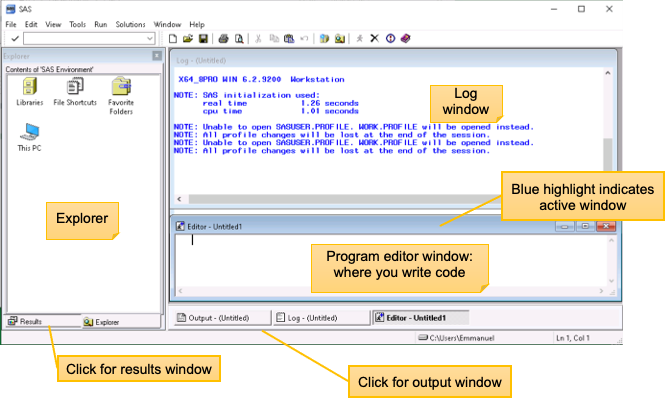 SAS
File Edit View Tools Run Solutions Window Help
Explorer
Contents of 'SAS Environment'
Libraries
File Shortcuts
Favorite
Folders
This PC
Explorer
Results
Explorer
Log - (Untitled)
X64_8PRO WIN 6.2.9200 Workstation
NOTE: SAS initialization used:
real time 1.26 seconds
cpu time 1.01 seconds
NOTE: Unable to open SASUSER.PROFILE. WORK.PROFILE will be opened instead.
NOTE: All profile changes will be lost at the end of the session.
NOTE: Unable to open SASUSER.PROFILE. WORK.PROFILE will be opened instead.
NOTE: All profile changes will be lost at the end of the session.
Log
window
Blue highlight indicates
active window
Editor - Untitled1
Program editor window:
where you write code
Output - (Untitled)
Log - (Untitled)
Editor - Untitled1
C:\Users\Emmanuel
Ln 1, Col 1
Click for results window
Click for output window